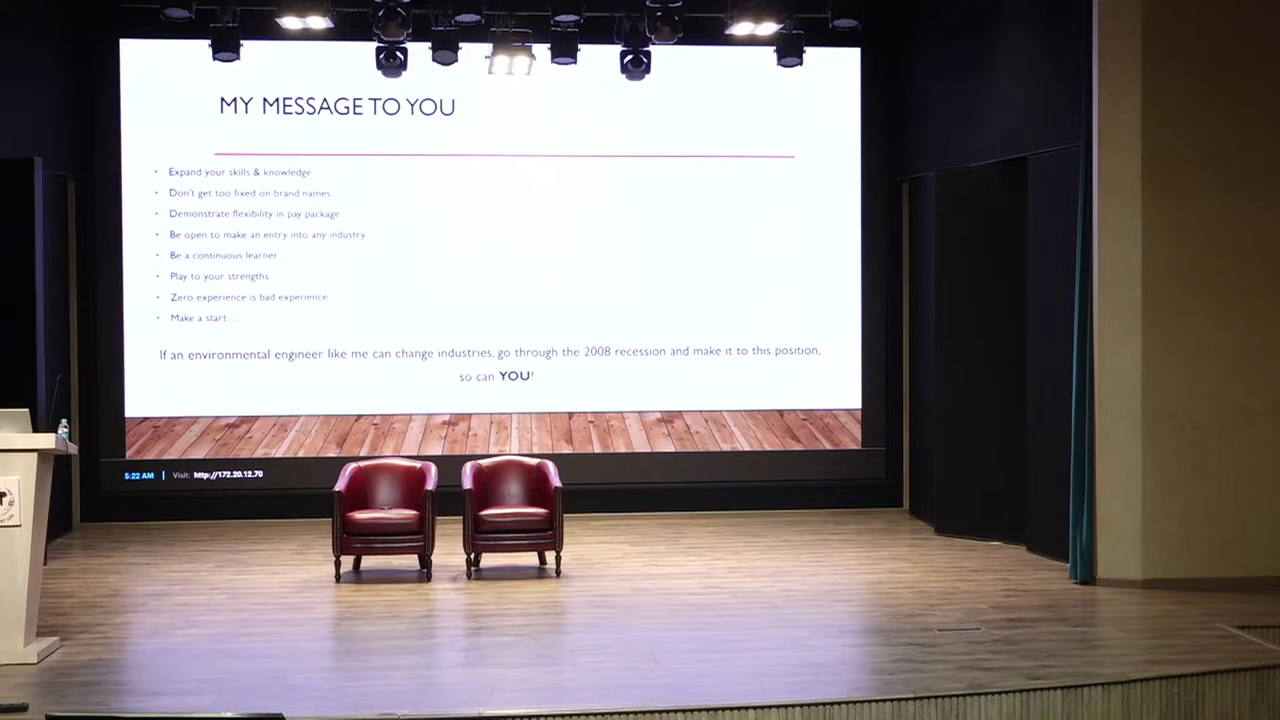 MY MESSAGE TO YOU
• Expand your skills & knowledge
• Don't get too fixed on brand names
• Demonstrate flexibility in pay package
• Be open to make an entry into any industry
• Be a continuous learner
• Play to your strengths
• Zero experience is bad experience
• Make a start....
If an environmental engineer like me can change industries, go through the 2008 recession and make it to this position,
so can YOU!
5:22 AM | Visit: http://172.20.12.70